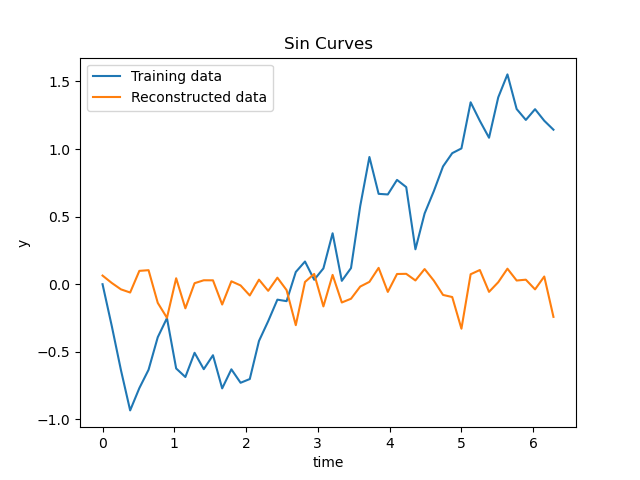 Sin Curves
Training data
Reconstructed data
1.5
1.0
0.5
0.0
−0.5
−1.0
y
0 1 2 3 4 5 6
time